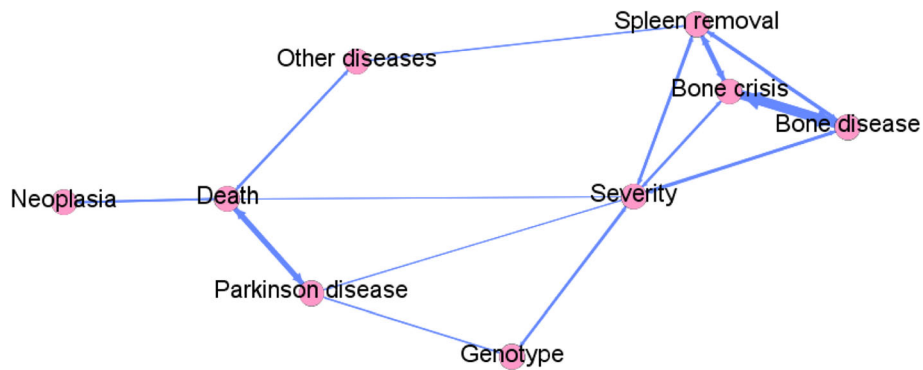 Spleen removal
Other diseases
Bone crisis
Bone disease
Neoplasia
Death
Severity
Parkinson disease
Genotype